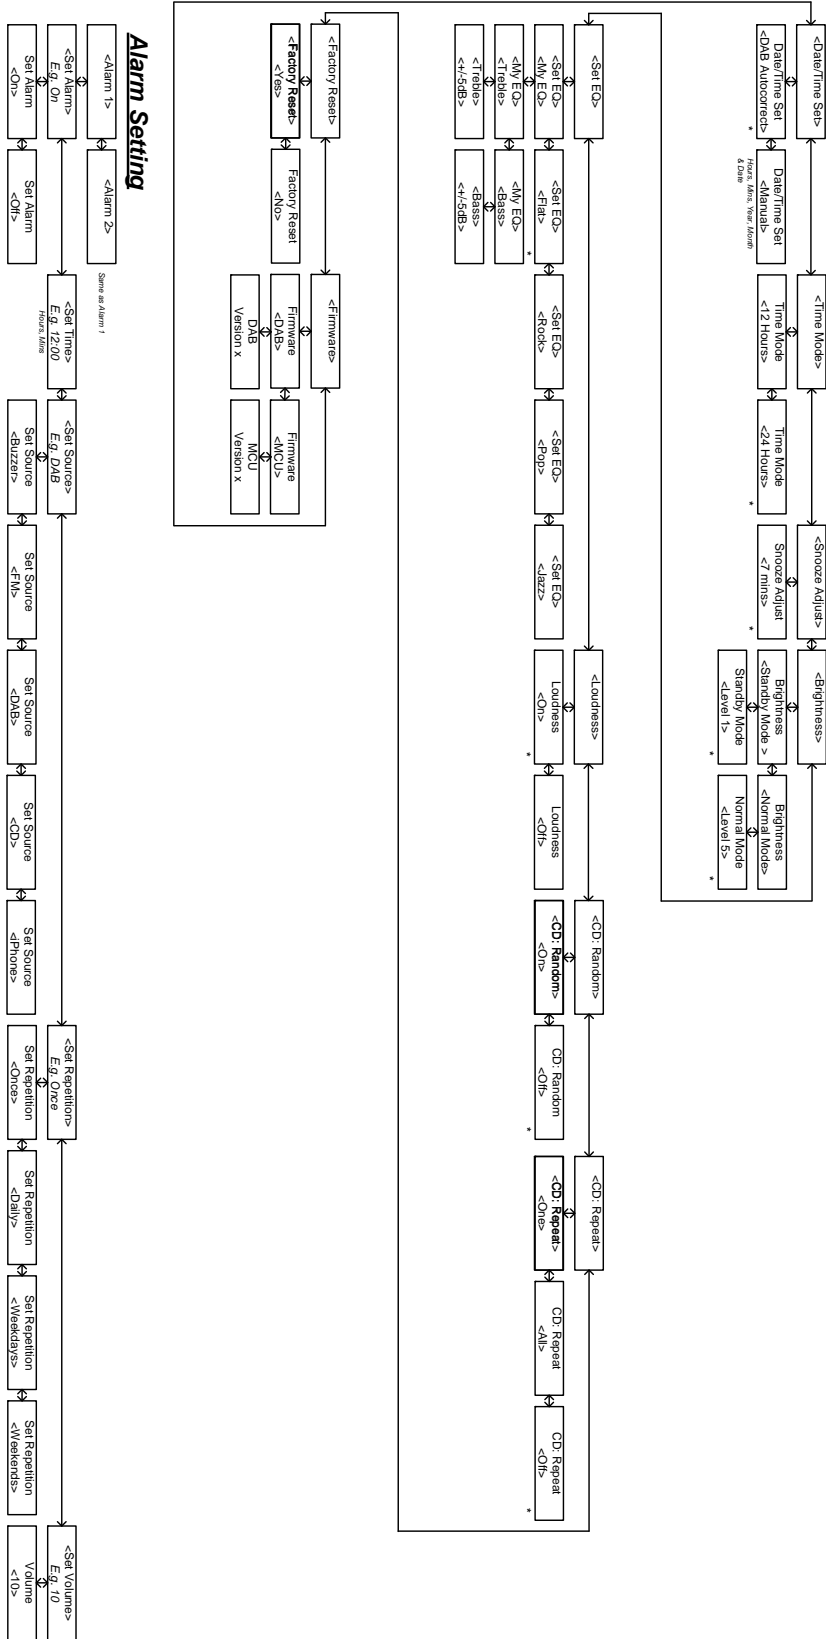 <Date/Time Set>
<Time Mode>
<Snooze Adjust>
<Brightness>
Date/Time Set
<DAB Autocorrect>
*
Date/Time Set
<Manual>
Hours, Mins, Year, Month
& Date
Time Mode
<12 Hours>
Time Mode
<24 Hours>
*
Snooze Adjust
<7 mins>
*
Brightness
<Standby Mode >
Brightness
<Normal Mode>
Standby Mode
<Level 1>
*
Normal Mode
<Level 5>
*
<Set EQ>
<Loudness>
<CD: Random>
<CD: Repeat>
<Set EQ>
<My EQ>
<Set EQ>
<Flat>
*
<Set EQ>
<Rock>
<Set EQ>
<Pop>
<Set EQ>
<Jazz>
Loudness
<On>
*
Loudness
<Off>
<CD: Random>
<On>
CD: Random
<Off>
*
<CD: Repeat>
<One>
CD: Repeat
<All>
CD: Repeat
<Off>
*
<My EQ>
<Treble>
<My EQ>
<Bass>
<Treble>
<+/-5dB>
<Bass>
<+/-5dB>
<Factory Reset>
<Firmware>
<Factory Reset>
<Yes>
Factory Reset
<No>
Firmware
<DAB>
Firmware
<MCU>
DAB
Version x
MCU
Version x
Alarm Setting
<Alarm 1>
<Alarm 2>
Same as Alarm 1
<Set Alarm>
E.g. On
<Set Time>
E.g. 12:00
Hours, Mins
<Set Source>
E.g. DAB
<Set Repetition>
E.g. Once
<Set Volume>
E.g. 10
Set Alarm
<On>
Set Alarm
<Off>
Set Source
<Buzzer>
Set Source
<FM>
Set Source
<DAB>
Set Source
<CD>
Set Source
<iPhone>
Set Repetition
<Once>
Set Repetition
<Daily>
Set Repetition
<Weekdays>
Set Repetition
<Weekends>
Volume
<10>